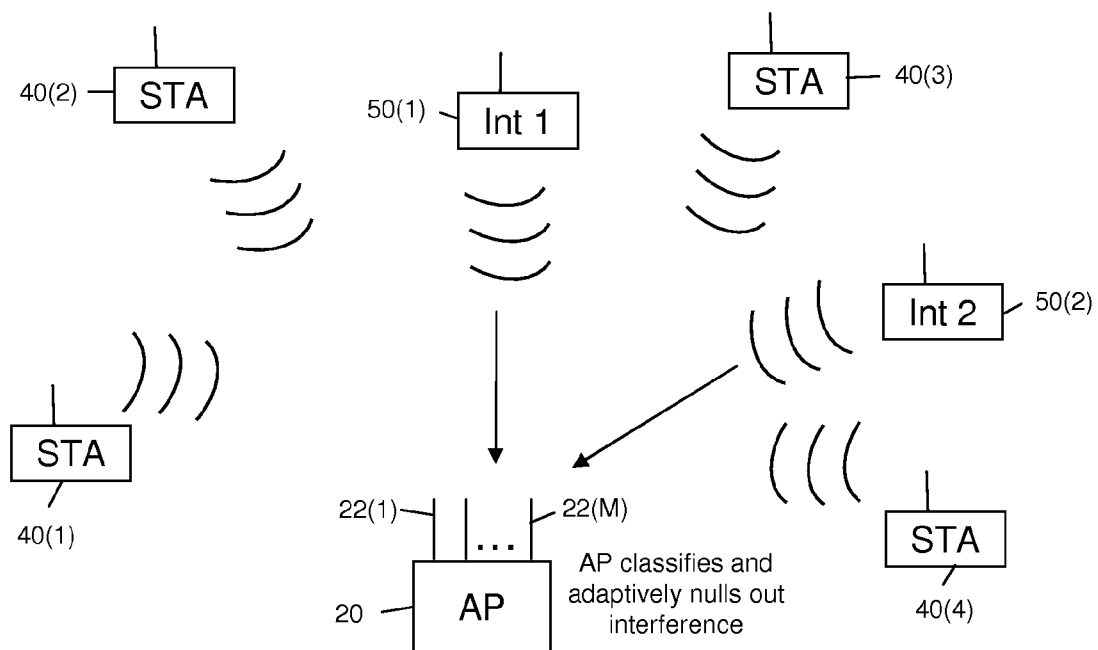 STA
40(2)
50(1)
Int 1
STA
40(3)
Int 2
50(2)
STA
40(1)
22(1)
22(M)
...
AP
20
AP classifies and
adaptively nulls out
interference
STA
40(4)